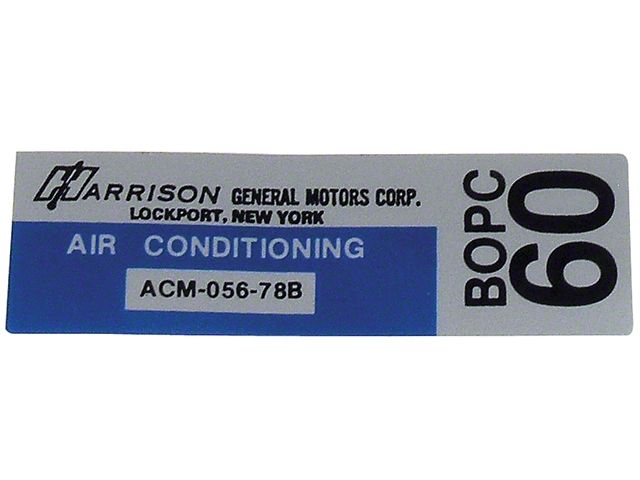 HARRISON GENERAL MOTORS CORP.
LOCKPORT, NEW YORK
AIR CONDITIONING
ACM-056-78B
BOPC
60